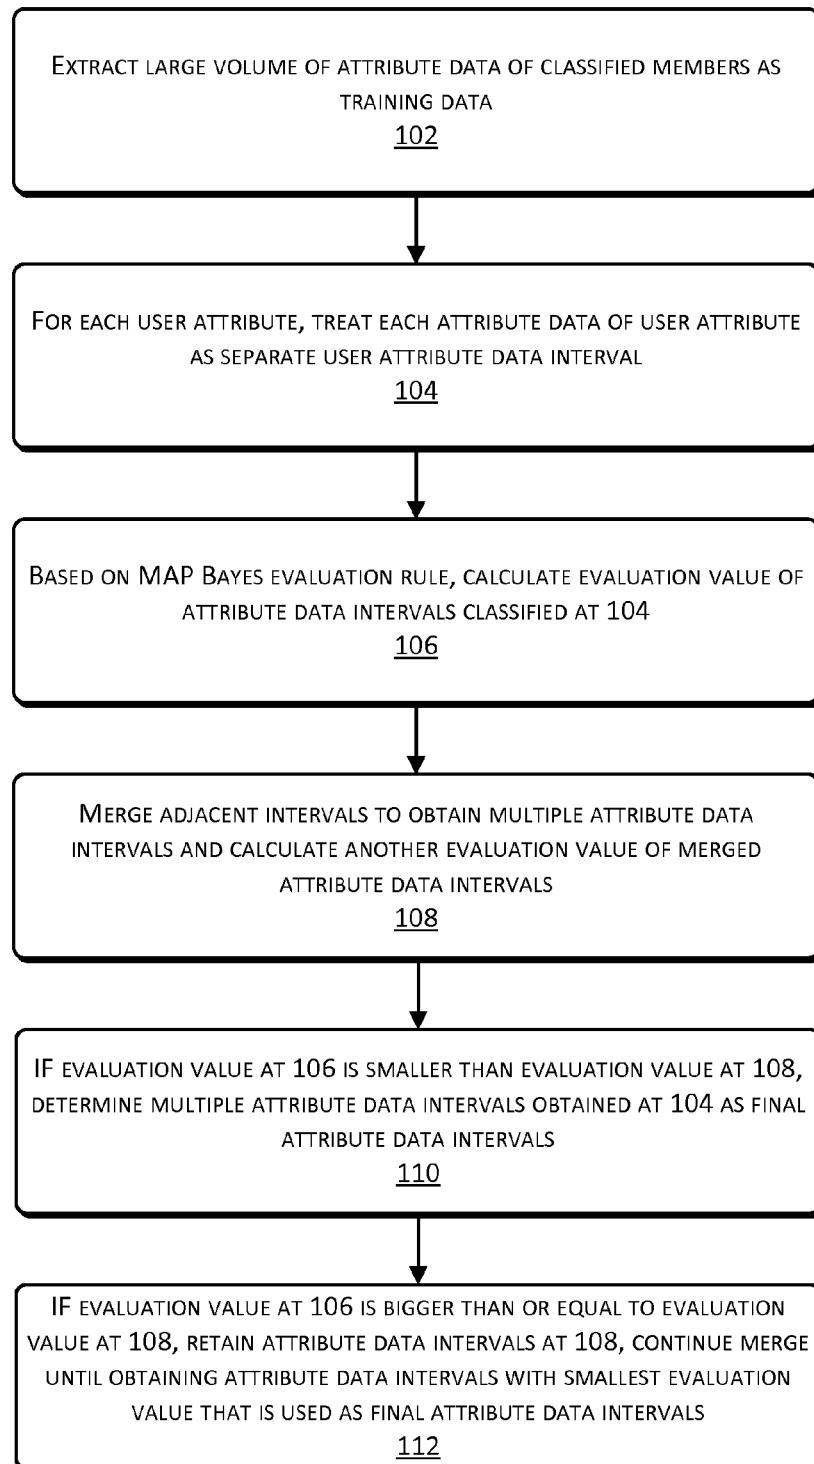 EXTRACT LARGE VOLUME OF ATTRIBUTE DATA OF CLASSIFIED MEMBERS AS
TRAINING DATA
102
FOR EACH USER ATTRIBUTE, TREAT EACH ATTRIBUTE DATA OF USER ATTRIBUTE
AS SEPARATE USER ATTRIBUTE DATA INTERVAL
104
BASED ON MAP BAYES EVALUATION RULE, CALCULATE EVALUATION VALUE OF
ATTRIBUTE DATA INTERVALS CLASSIFIED AT 104
106
MERGE ADJACENT INTERVALS TO OBTAIN MULTIPLE ATTRIBUTE DATA
INTERVALS AND CALCULATE ANOTHER EVALUATION VALUE OF MERGED
ATTRIBUTE DATA INTERVALS
108
IF EVALUATION VALUE AT 106 IS SMALLER THAN EVALUATION VALUE AT 108,
DETERMINE MULTIPLE ATTRIBUTE DATA INTERVALS OBTAINED AT 104 AS FINAL
ATTRIBUTE DATA INTERVALS
110
IF EVALUATION VALUE AT 106 IS BIGGER THAN OR EQUAL TO EVALUATION
VALUE AT 108, RETAIN ATTRIBUTE DATA INTERVALS AT 108, CONTINUE MERGE
UNTIL OBTAINING ATTRIBUTE DATA INTERVALS WITH SMALLEST EVALUATION
VALUE THAT IS USED AS FINAL ATTRIBUTE DATA INTERVALS
112